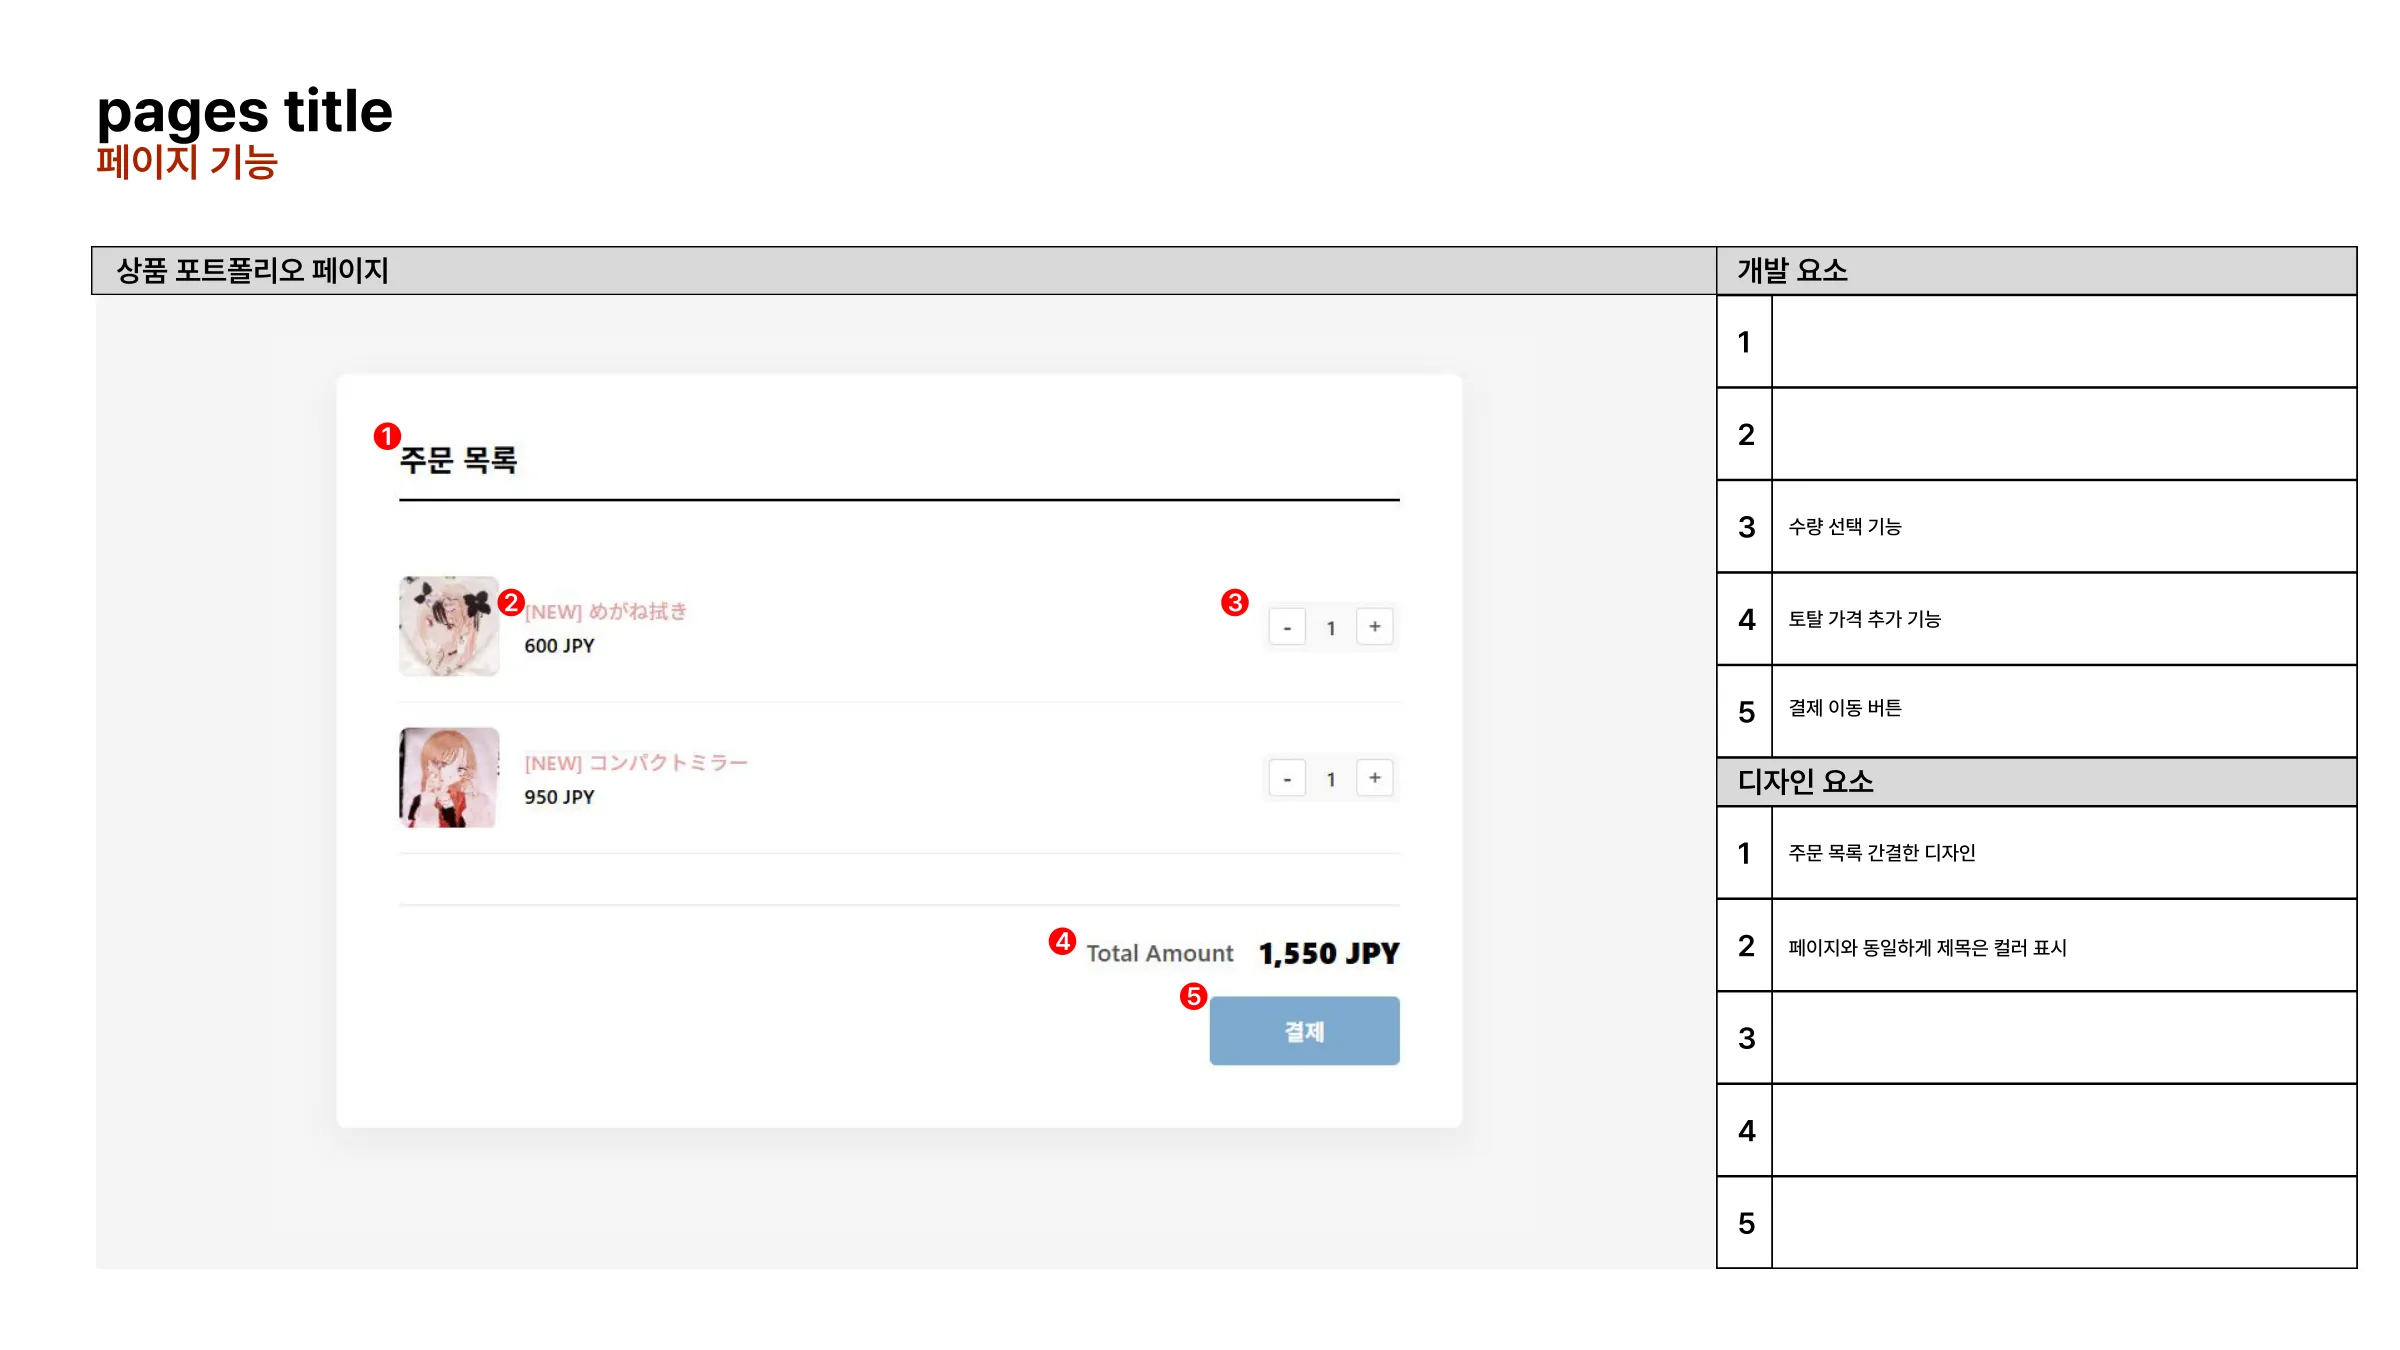 pages title
페이지 기능
상품 포트폴리오 페이지
1
주문 목록
2
[NEW] めがね拭き
600 JPY
3
- 1 +
[NEW] コンパクトミラー
950 JPY
- 1 +
4
Total Amount 1,550 JPY
5
결제
개발 요소
1
2
3 수량 선택 기능
4 토탈 가격 추가 기능
5 결제 이동 버튼
디자인 요소
1 주문 목록 간결한 디자인
2 페이지와 동일하게 제목은 컬러 표시
3
4
5